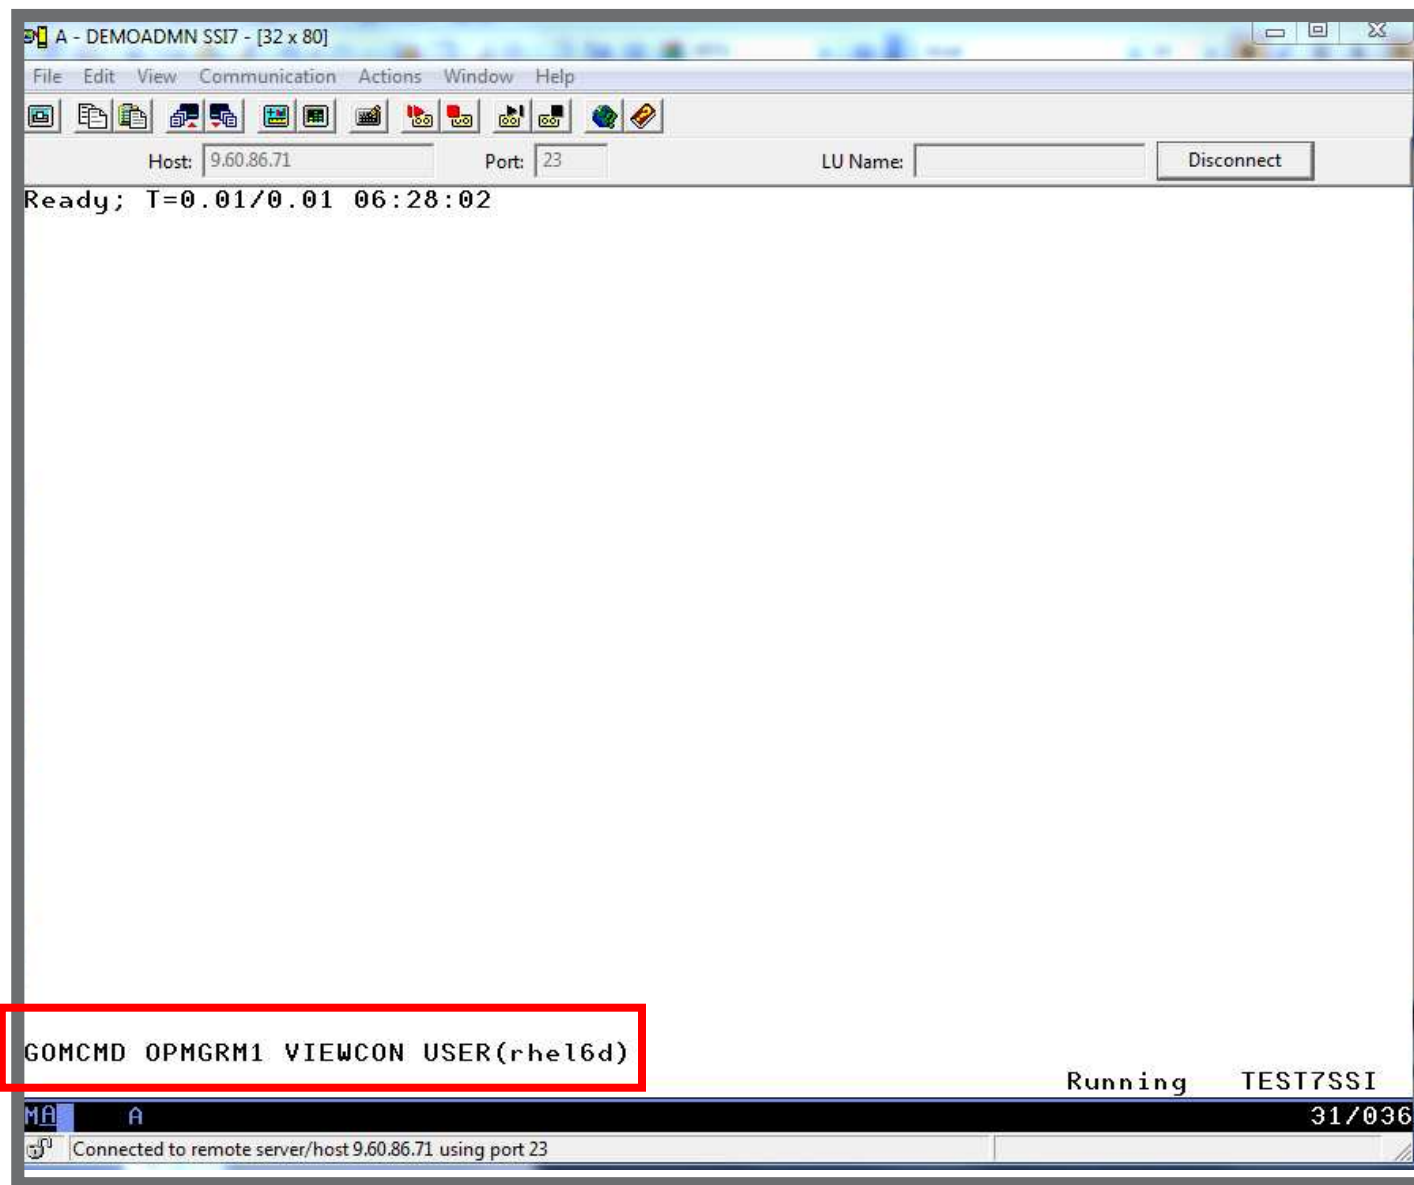 A - DEMOADMN SSI7 - [32 x 80]
File Edit View Communication Actions Window Help
Host: 9.60.86.71 Port: 23 LU Name: Disconnect
Ready; T=0.01/0.01 06:28:02
GOMCMD OPMGRM1 VIEWCON USER(rhel6d)
Running TEST7SSI
MA A 31/036
Connected to remote server/host 9.60.86.71 using port 23